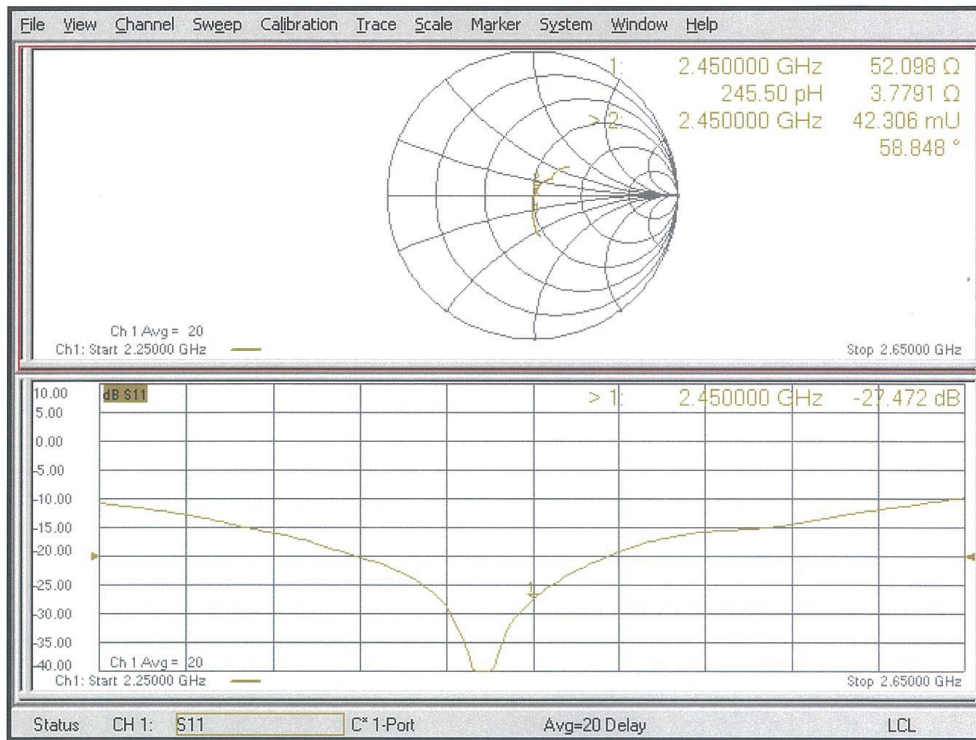 File View Channel Sweep Calibration Trace Scale Marker System Window Help
1: 2.450000 GHz 52.098 Ω
245.50 pH 3.7791 Ω
> 2: 2.450000 GHz 42.306 mU
58.848 °
Ch 1 Avg = 20
Ch1: Start 2.25000 GHz Stop 2.65000 GHz
10.00 dB S11 > 1: 2.450000 GHz -27.472 dB
5.00
0.00
-5.00
-10.00
-15.00
-20.00
-25.00
-30.00
-35.00
-40.00 Ch 1 Avg = 20
Ch1: Start 2.25000 GHz Stop 2.65000 GHz
Status CH 1: S11 C* 1-Port Avg=20 Delay LCL